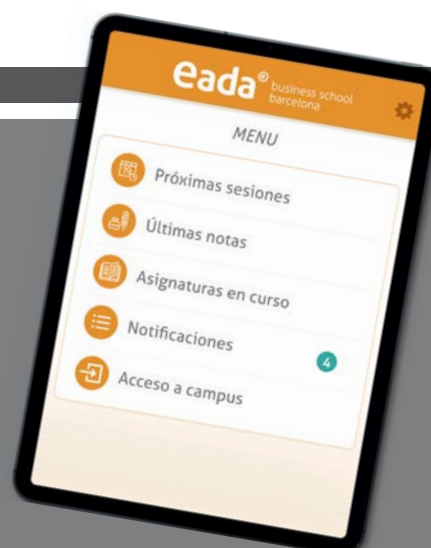 eada® business school
barcelona
MENU
Próximas sesiones
Últimas notas
Asignaturas en curso
Notificaciones 4
Acceso a campus